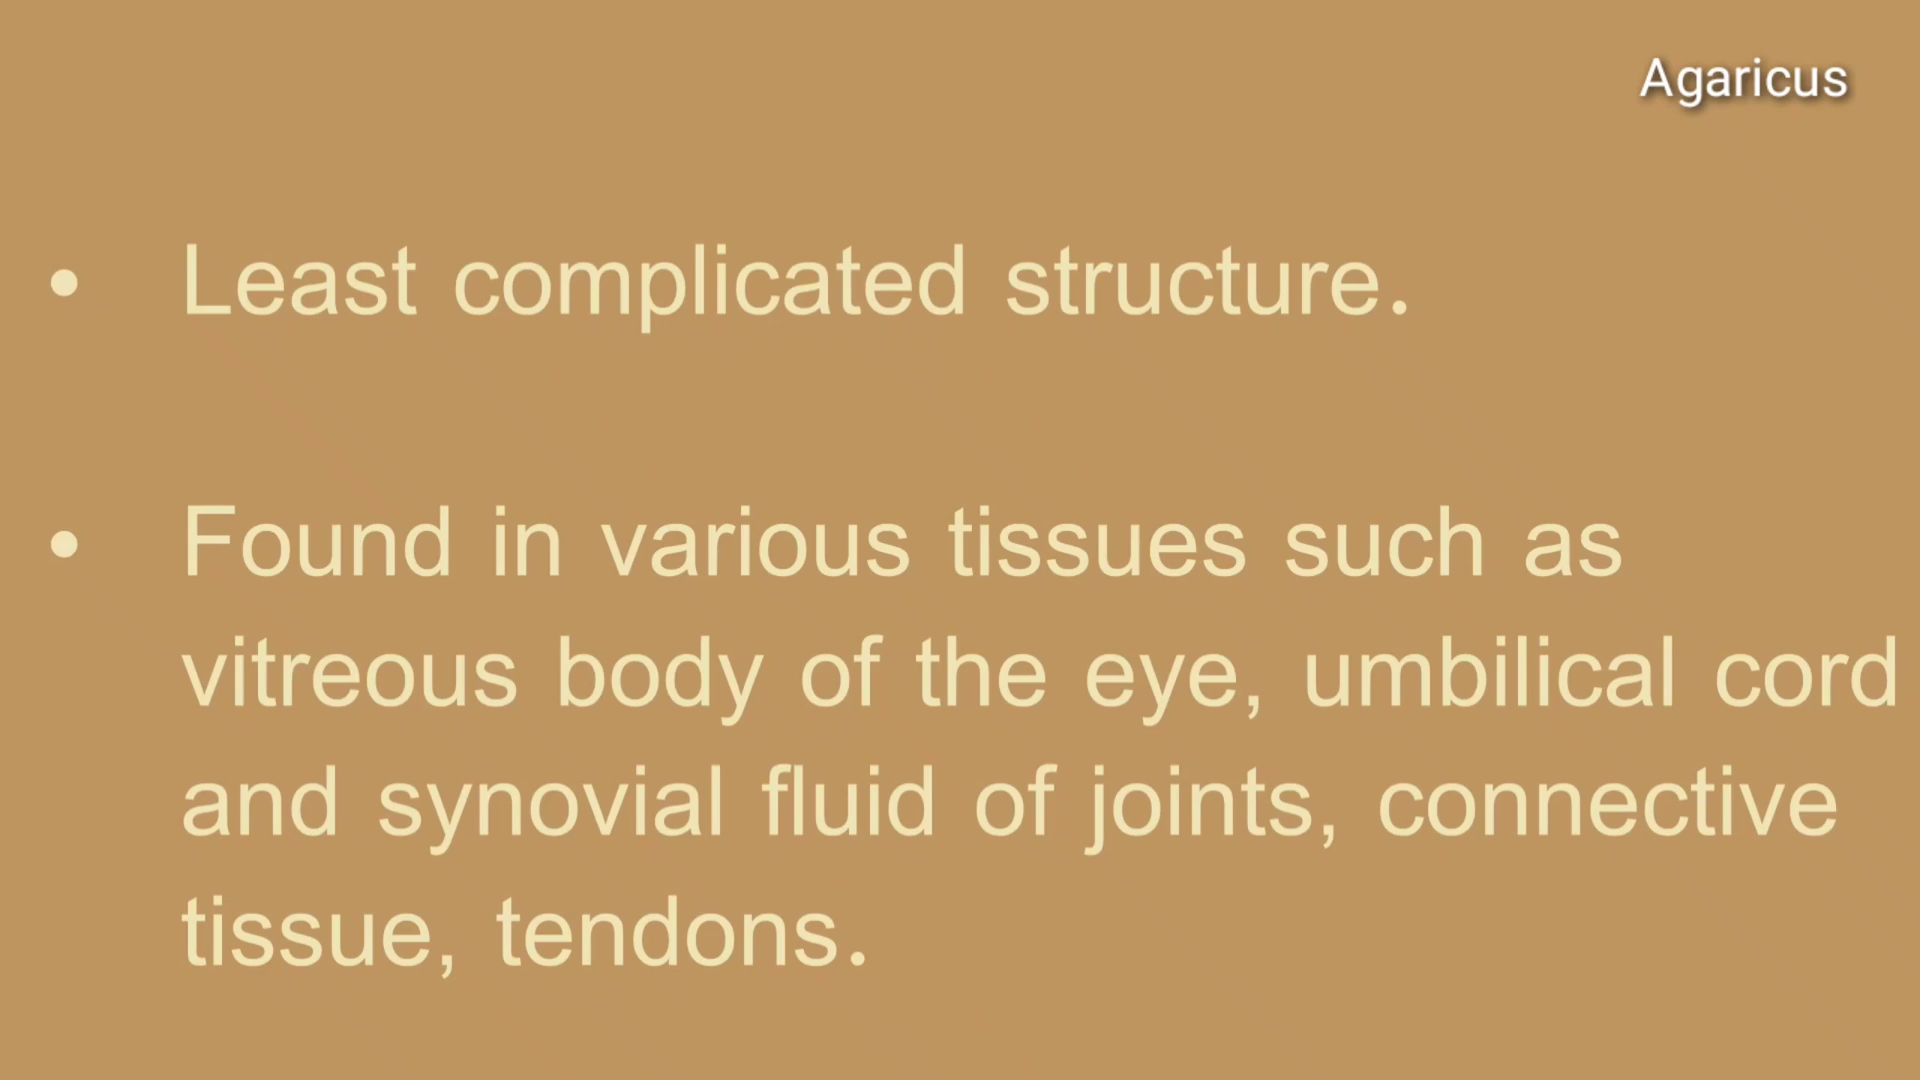 Agaricus
• Least complicated structure.
• Found in various tissues such as
vitreous body of the eye, umbilical cord
and synovial fluid of joints, connective
tissue, tendons.